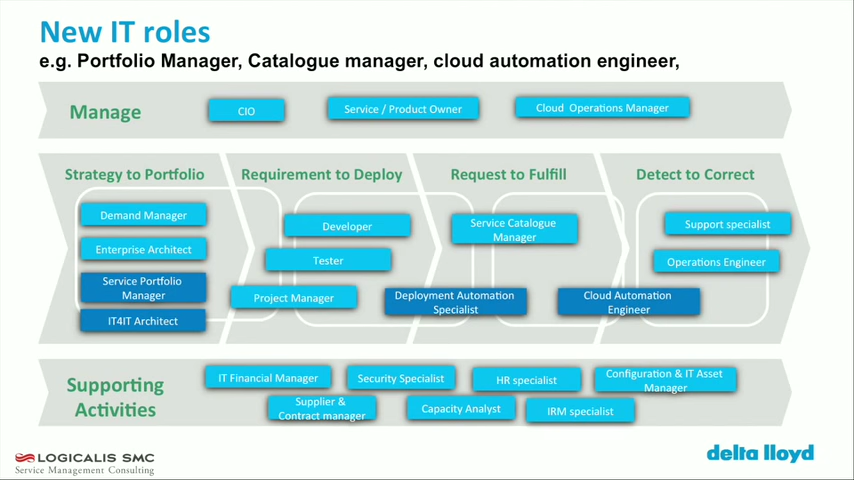 New IT roles
e.g. Portfolio Manager, Catalogue manager, cloud automation engineer,
Manage
CIO
Service / Product Owner
Cloud Operations Manager
Strategy to Portfolio
Requirement to Deploy
Request to Fulfill
Detect to Correct
Demand Manager
Enterprise Architect
Service Portfolio
Manager
IT4IT Architect
Developer
Tester
Project Manager
Service Catalogue
Manager
Deployment Automation
Specialist
Cloud Automation
Engineer
Support specialist
Operations Engineer
Supporting
Activities
IT Financial Manager
Security Specialist
HR specialist
Configuration & IT Asset
Manager
Supplier &
Contract manager
Capacity Analyst
IRM specialist
LOGICALIS SMC
Service Management Consulting
delta lloyd